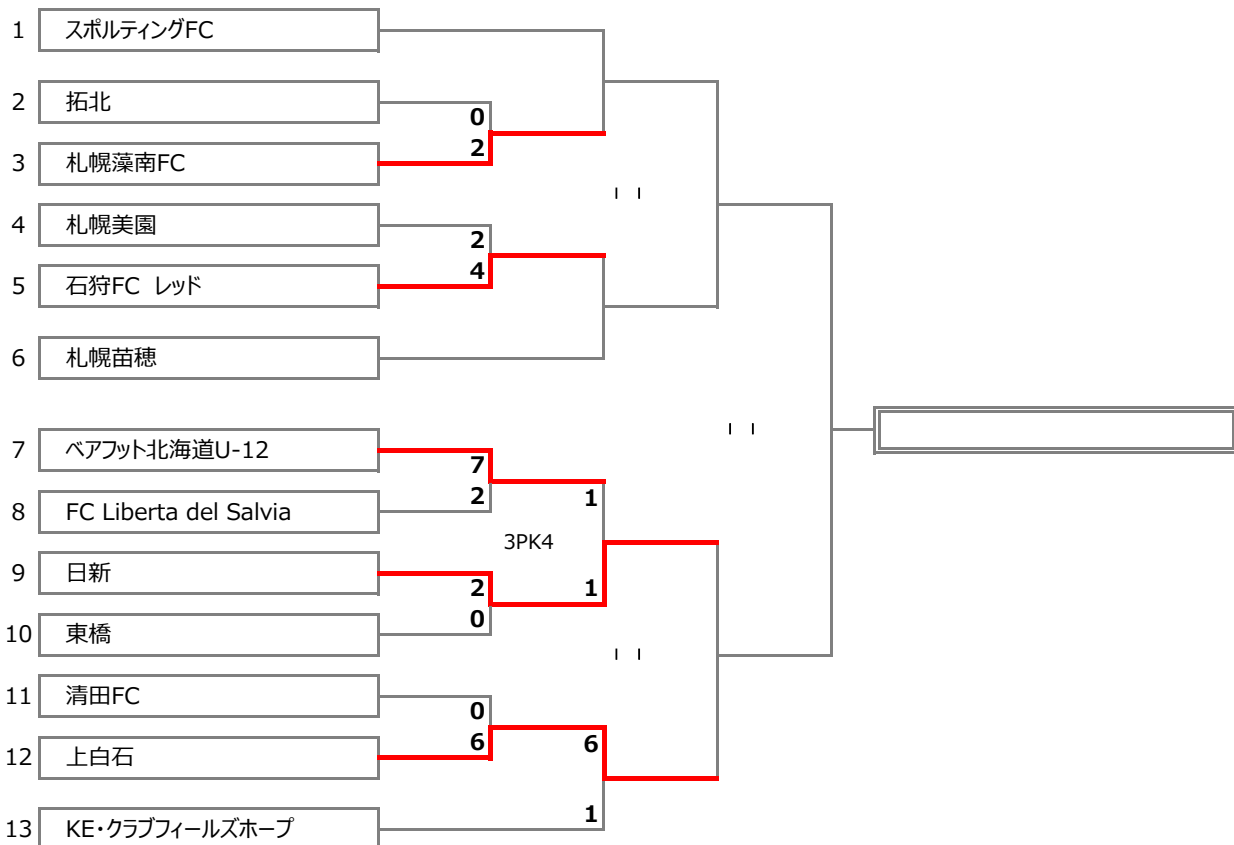 1 スポルティングFC
2 拓北
0
2
3 札幌藻南FC
4 札幌美園
2
4
5 石狩FC レッド
6 札幌苗穂
7 ベアフット北海道U-12
7
2
1
8 FC Liberta del Salvia
3PK4
9 日新
2
1
0
10 東橋
11 清田FC
0
6
6
12 上白石
1
13 KE・クラブフィールズホープ